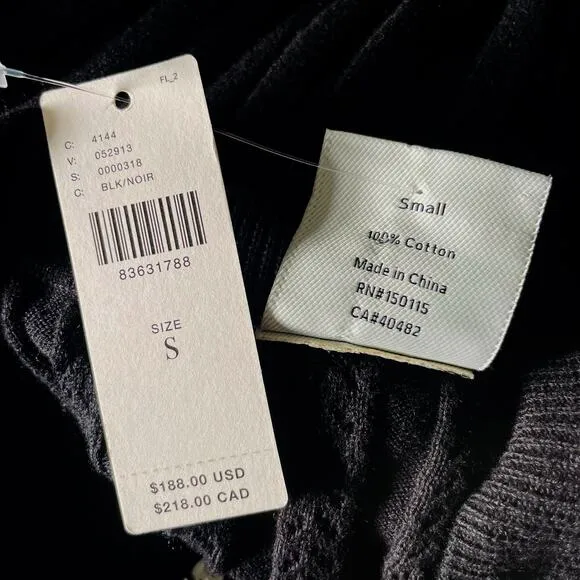 FL_2
C: 4144
V: 052913
S: 0000318
C: BLK/NOIR
83631788
SIZE
S
$188.00 USD
$218.00 CAD
Small
100% Cotton
Made in China
RN#150115
CA#40482